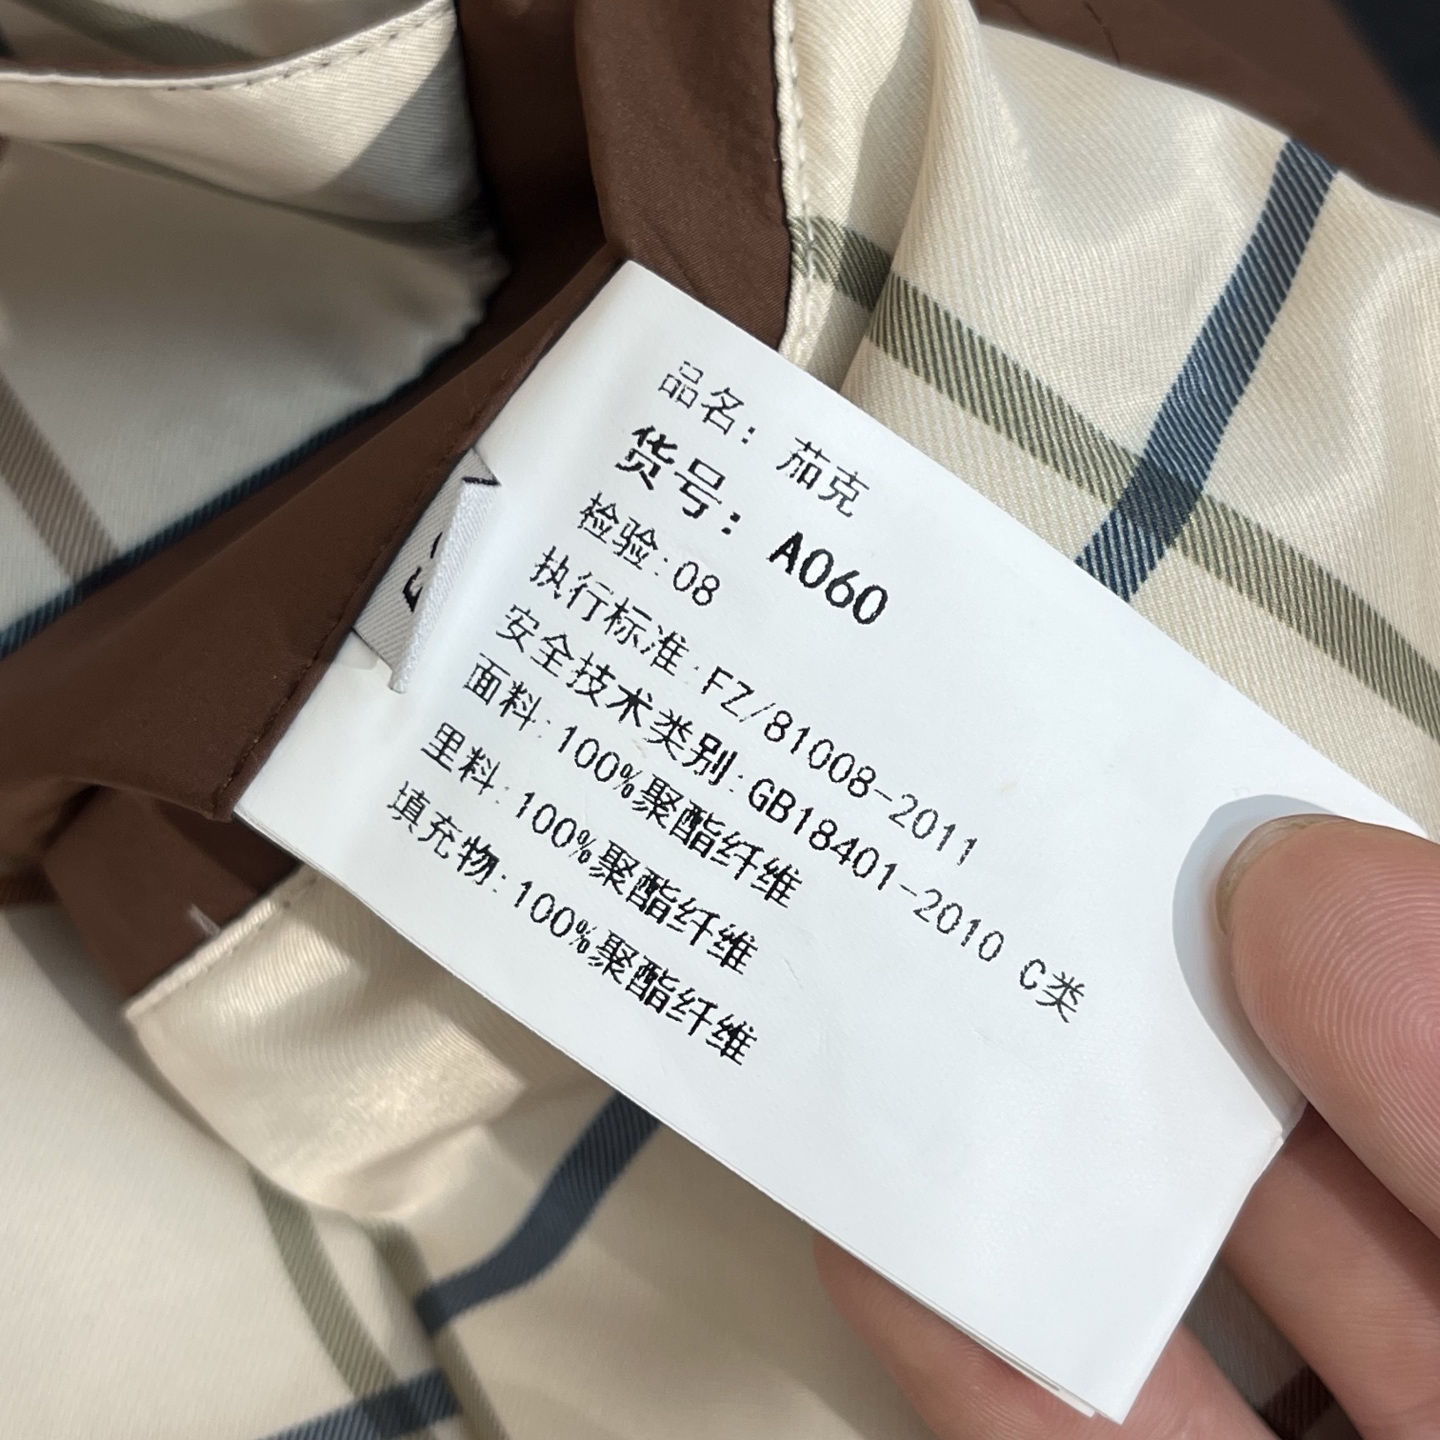 品名：茄克
货号：A060
检验:08
执行标准:FZ/81008-2011
安全技术类别:GB18401-2010 C类
面料:100%聚酯纤维
里料:100%聚酯纤维
填充物:100%聚酯纤维